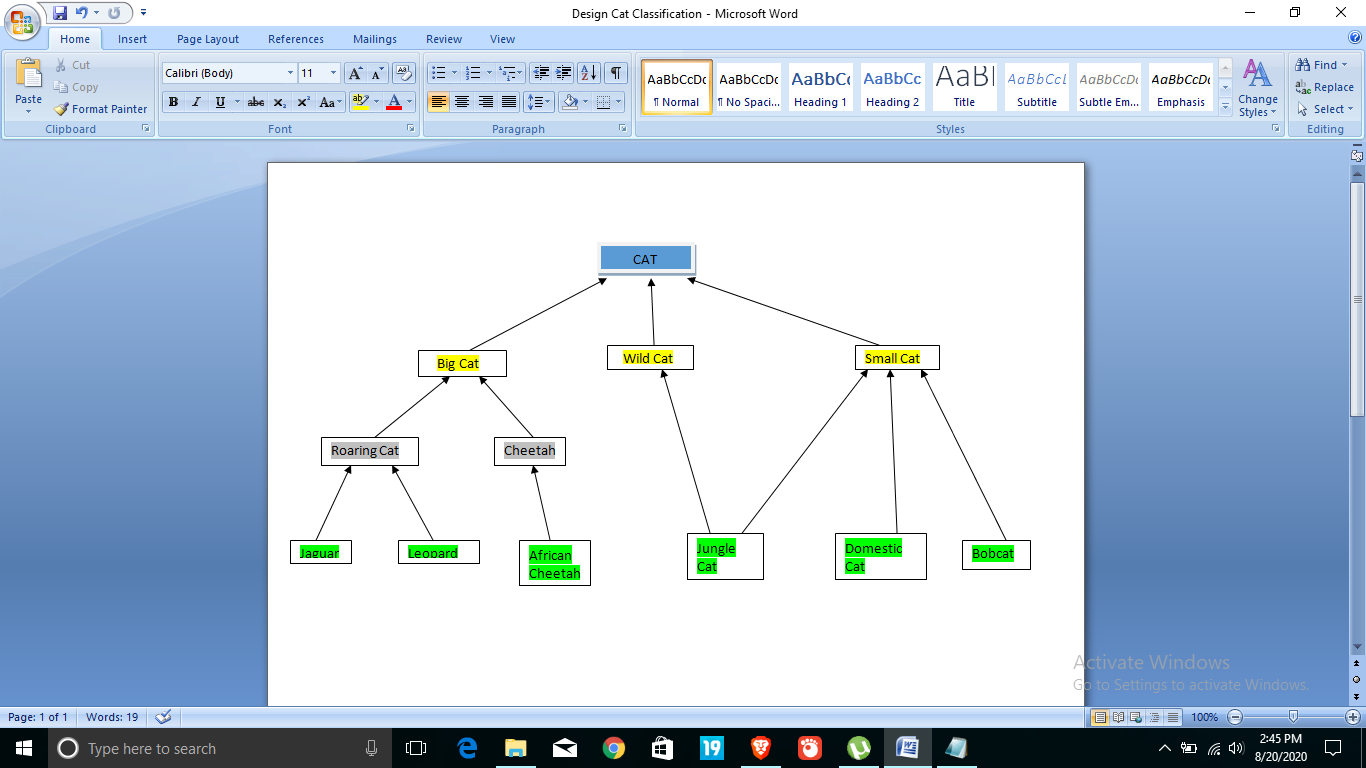 Design Cat Classification - Microsoft Word
Home Insert Page Layout References Mailings Review View
Paste
Cut
Copy
Format Painter
Clipboard
Calibri (Body) 11
B I U abc x₂ x² Aa
Font
Paragraph
AaBbCcDc AaBbCcDc AaBbCc AaBbCc AaBl AaBbCcL AaBbCcDc AaBbCcDc
¶ Normal ¶ No Spaci... Heading 1 Heading 2 Title Subtitle Subtle Em... Emphasis
Change
Styles
Styles
Find
Replace
Select
Editing
CAT
Big Cat
Wild Cat
Small Cat
Roaring Cat
Cheetah
Jaguar
Leopard
African
Cheetah
Jungle
Cat
Domestic
Cat
Bobcat
Activate Windows
Go to Settings to activate Windows.
Page: 1 of 1 Words: 19 100%
Type here to search
19
2:45 PM
8/20/2020